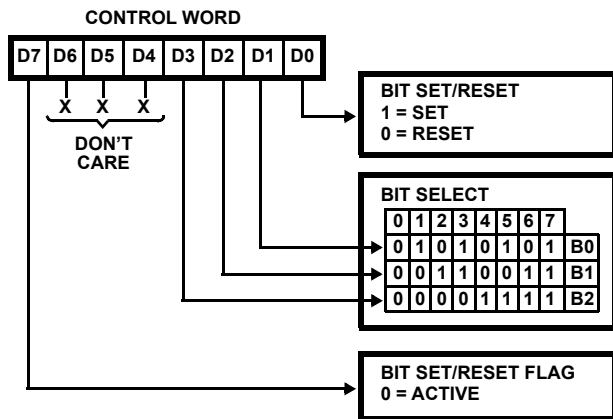 CONTROL WORD
D7 D6 D5 D4 D3 D2 D1 D0
X X X
DON'T
CARE
BIT SET/RESET
1 = SET
0 = RESET
BIT SELECT
0 1 2 3 4 5 6 7
0 1 0 1 0 1 0 1 B0
0 0 1 1 0 0 1 1 B1
0 0 0 0 1 1 1 1 B2
BIT SET/RESET FLAG
0 = ACTIVE